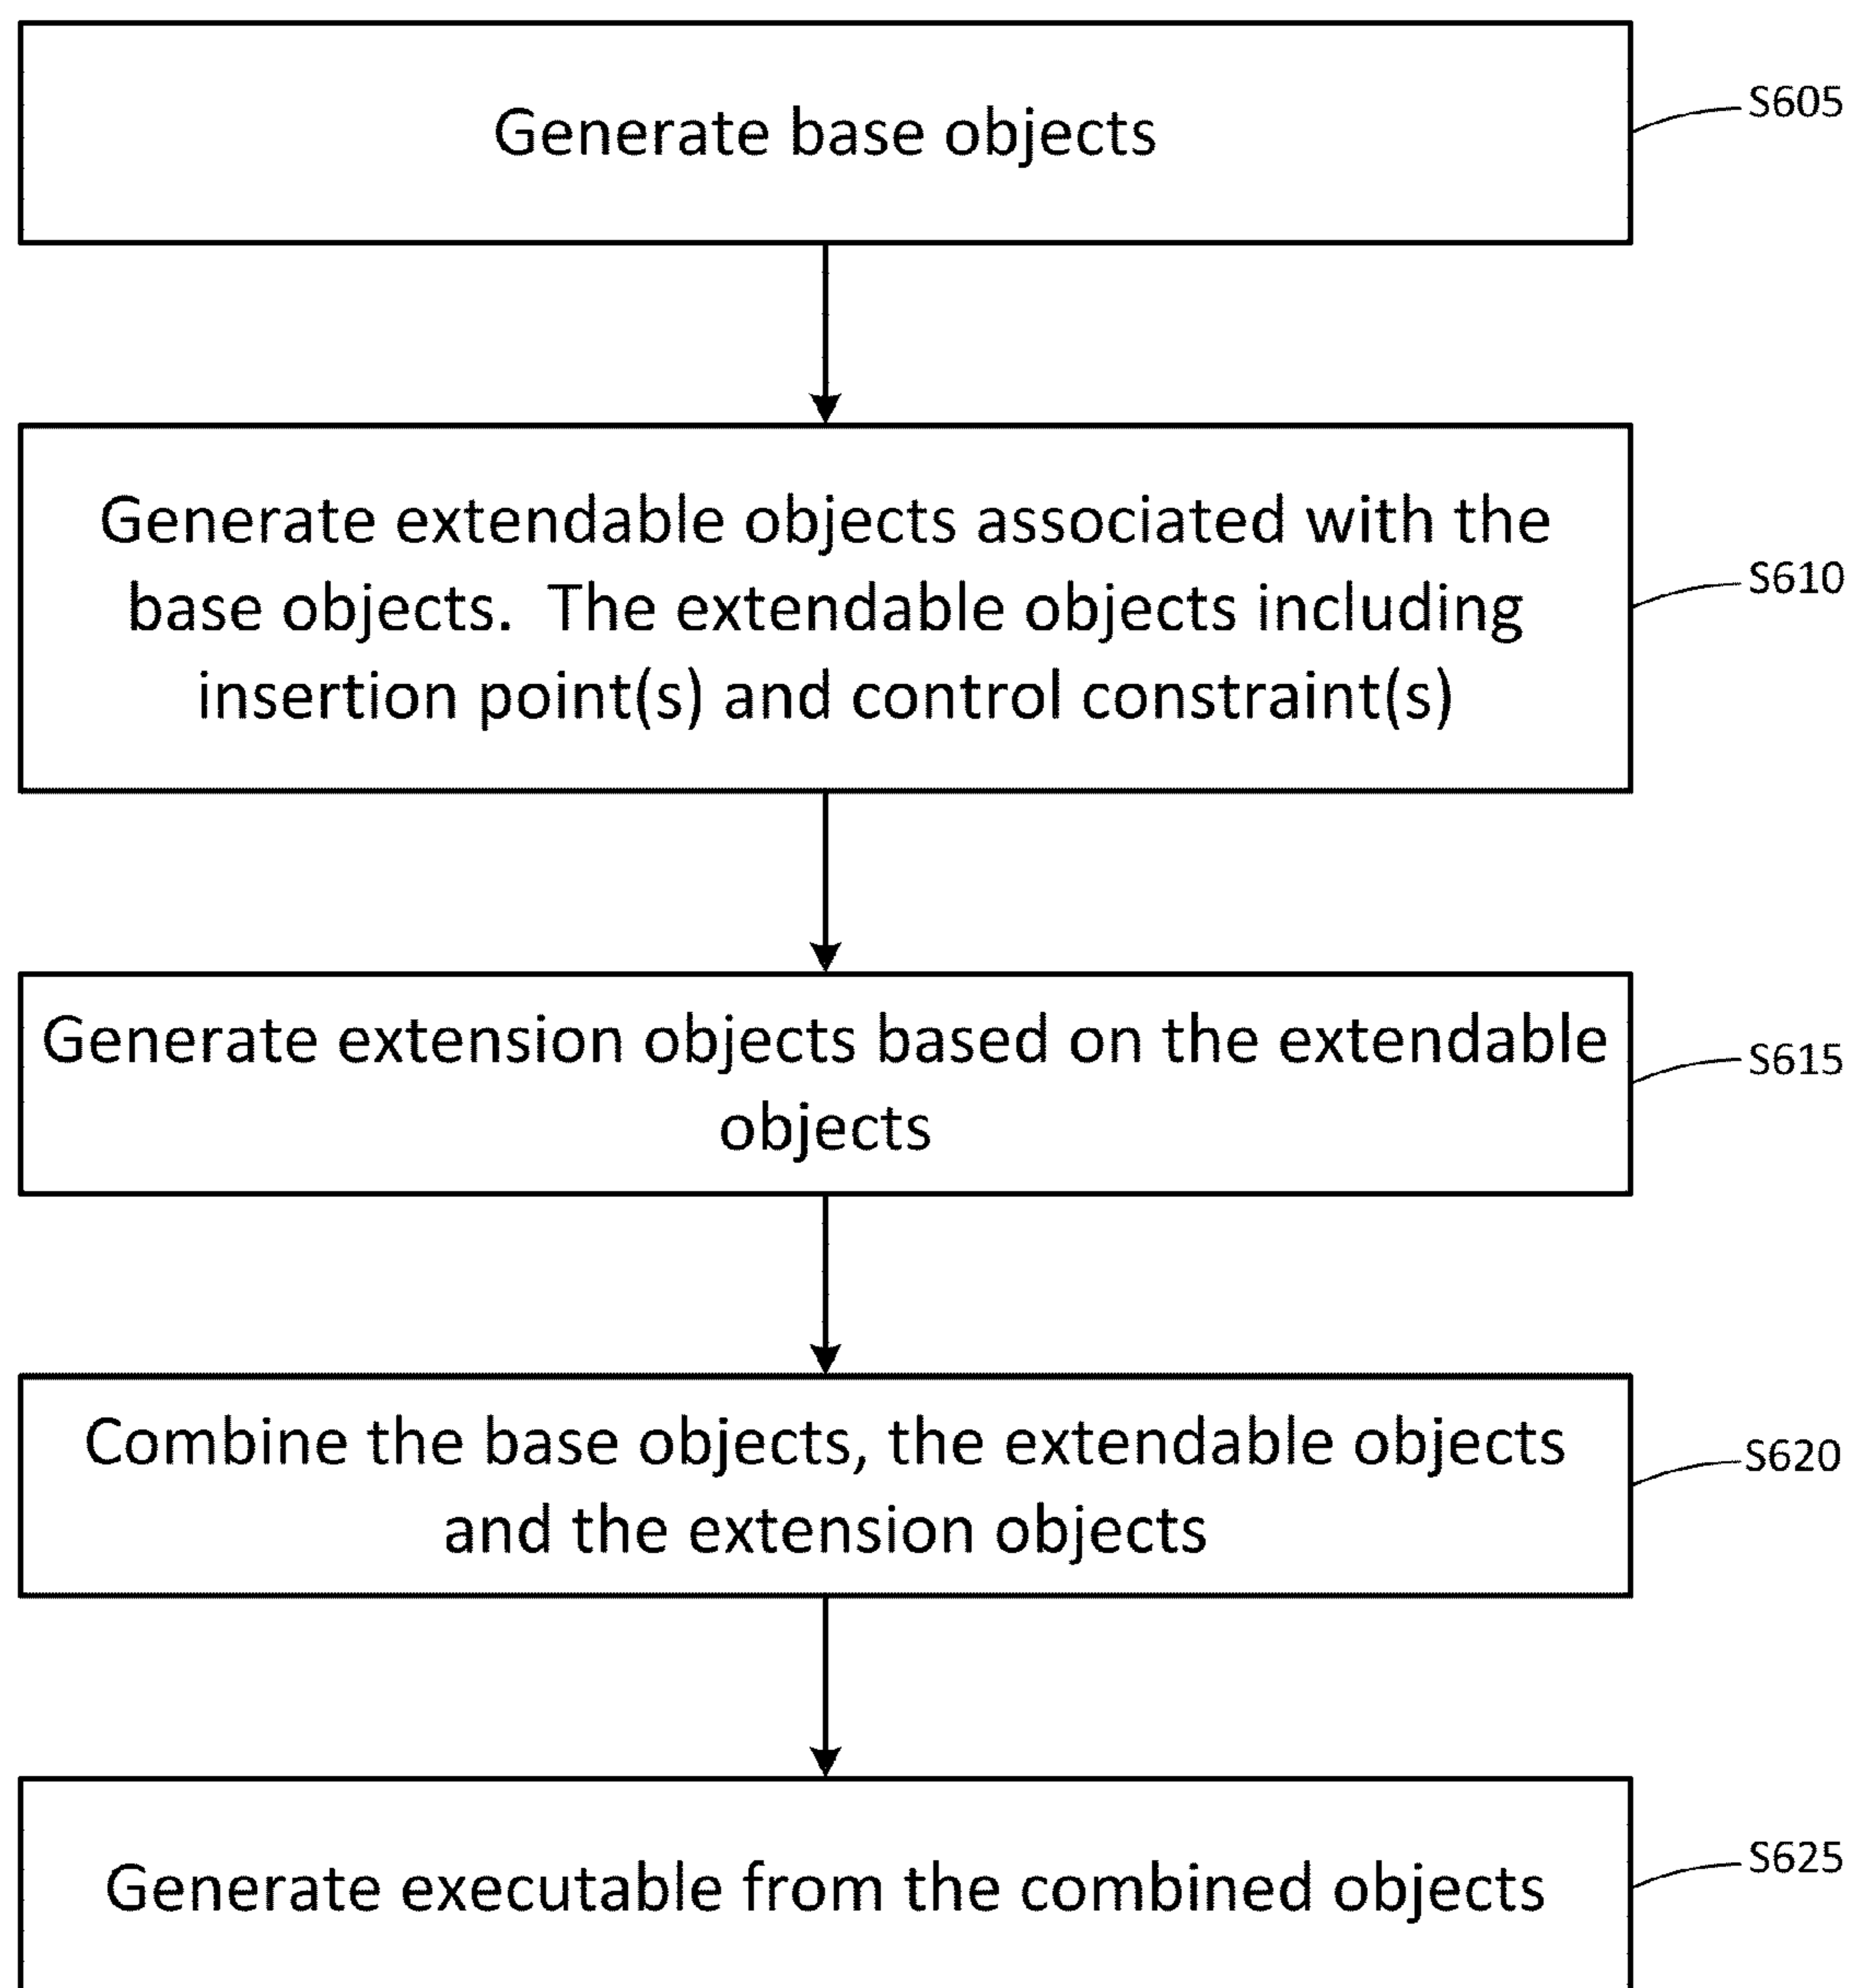 Generate base objects
S605
Generate extendable objects associated with the
base objects.  The extendable objects including
insertion point(s) and control constraint(s)
S610
Generate extension objects based on the extendable
objects
S615
Combine the base objects, the extendable objects
and the extension objects
S620
Generate executable from the combined objects
S625